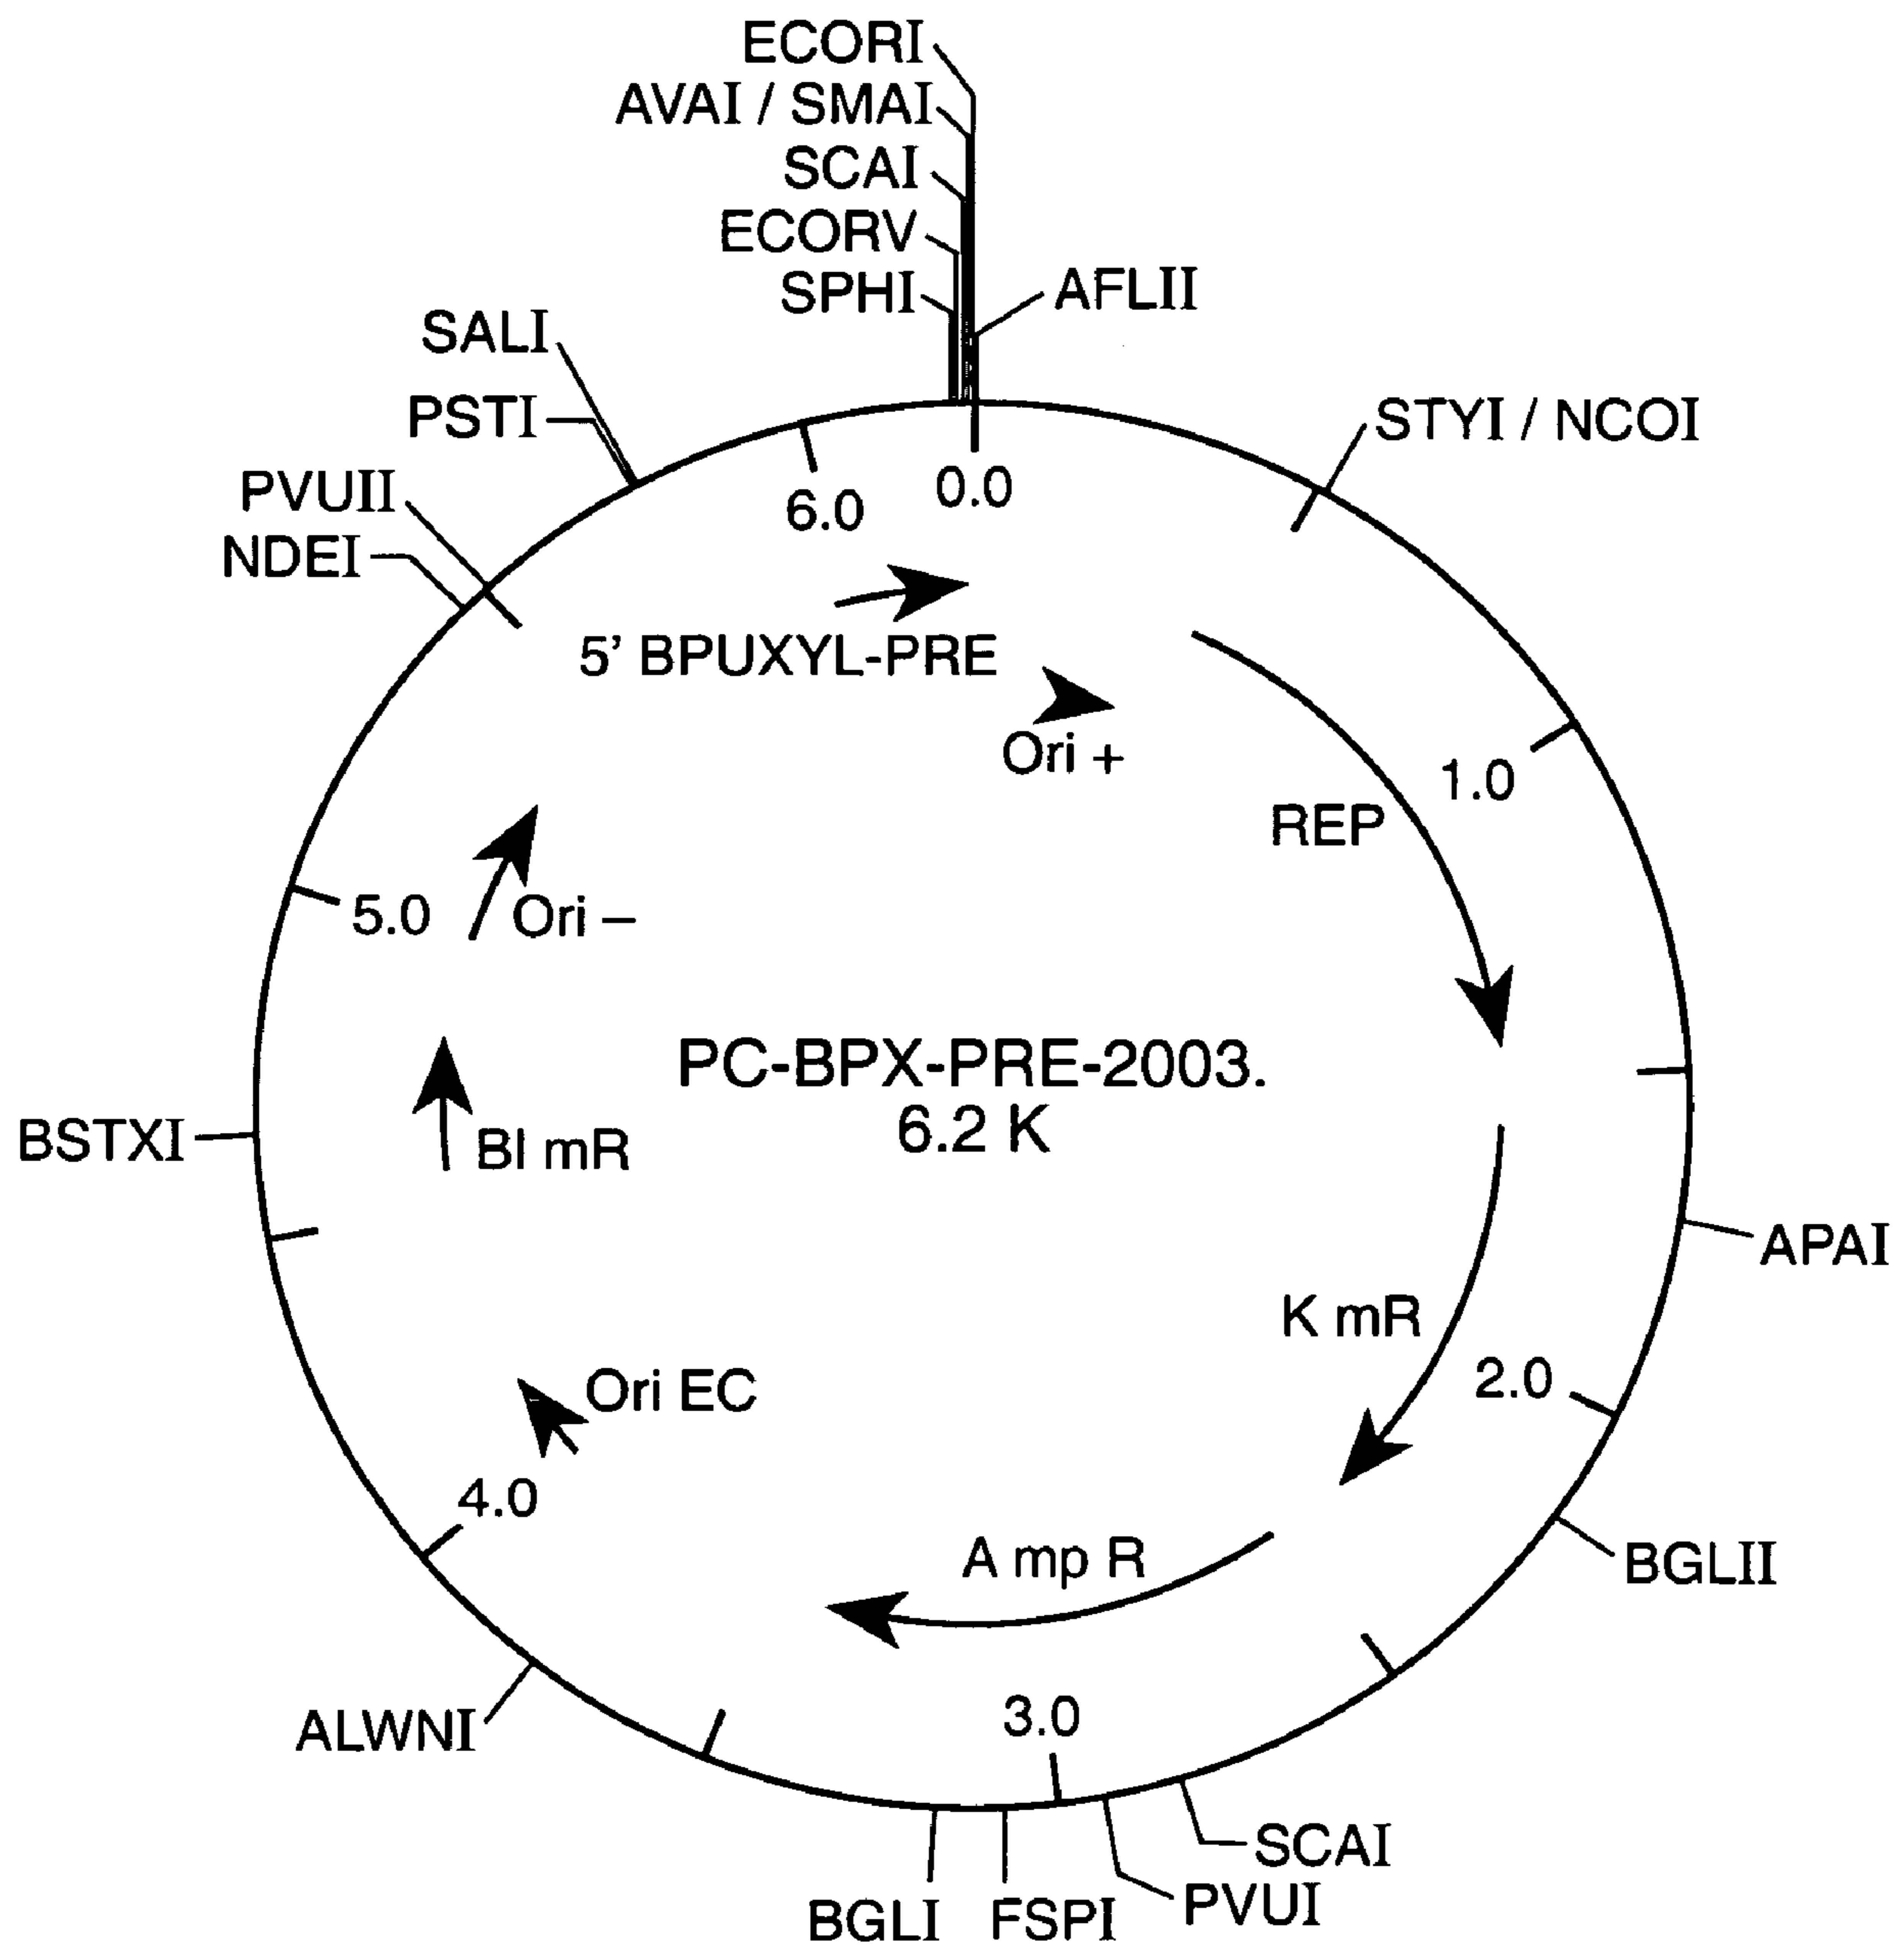 ECORI
AVAI / SMAI
SCAI
ECORV
SPHI
AFLII
SALI
PSTI
STYI / NCOI
PVUII
NDEI
6.0
0.0
5' BPUXYL-PRE
Ori +
1.0
REP
5.0
Ori –
PC-BPX-PRE-2003.
6.2 K
BSTXI
Bl mR
APAI
K mR
2.0
Ori EC
4.0
A mp R
BGLII
ALWNI
3.0
SCAI
PVUI
BGLI
FSPI